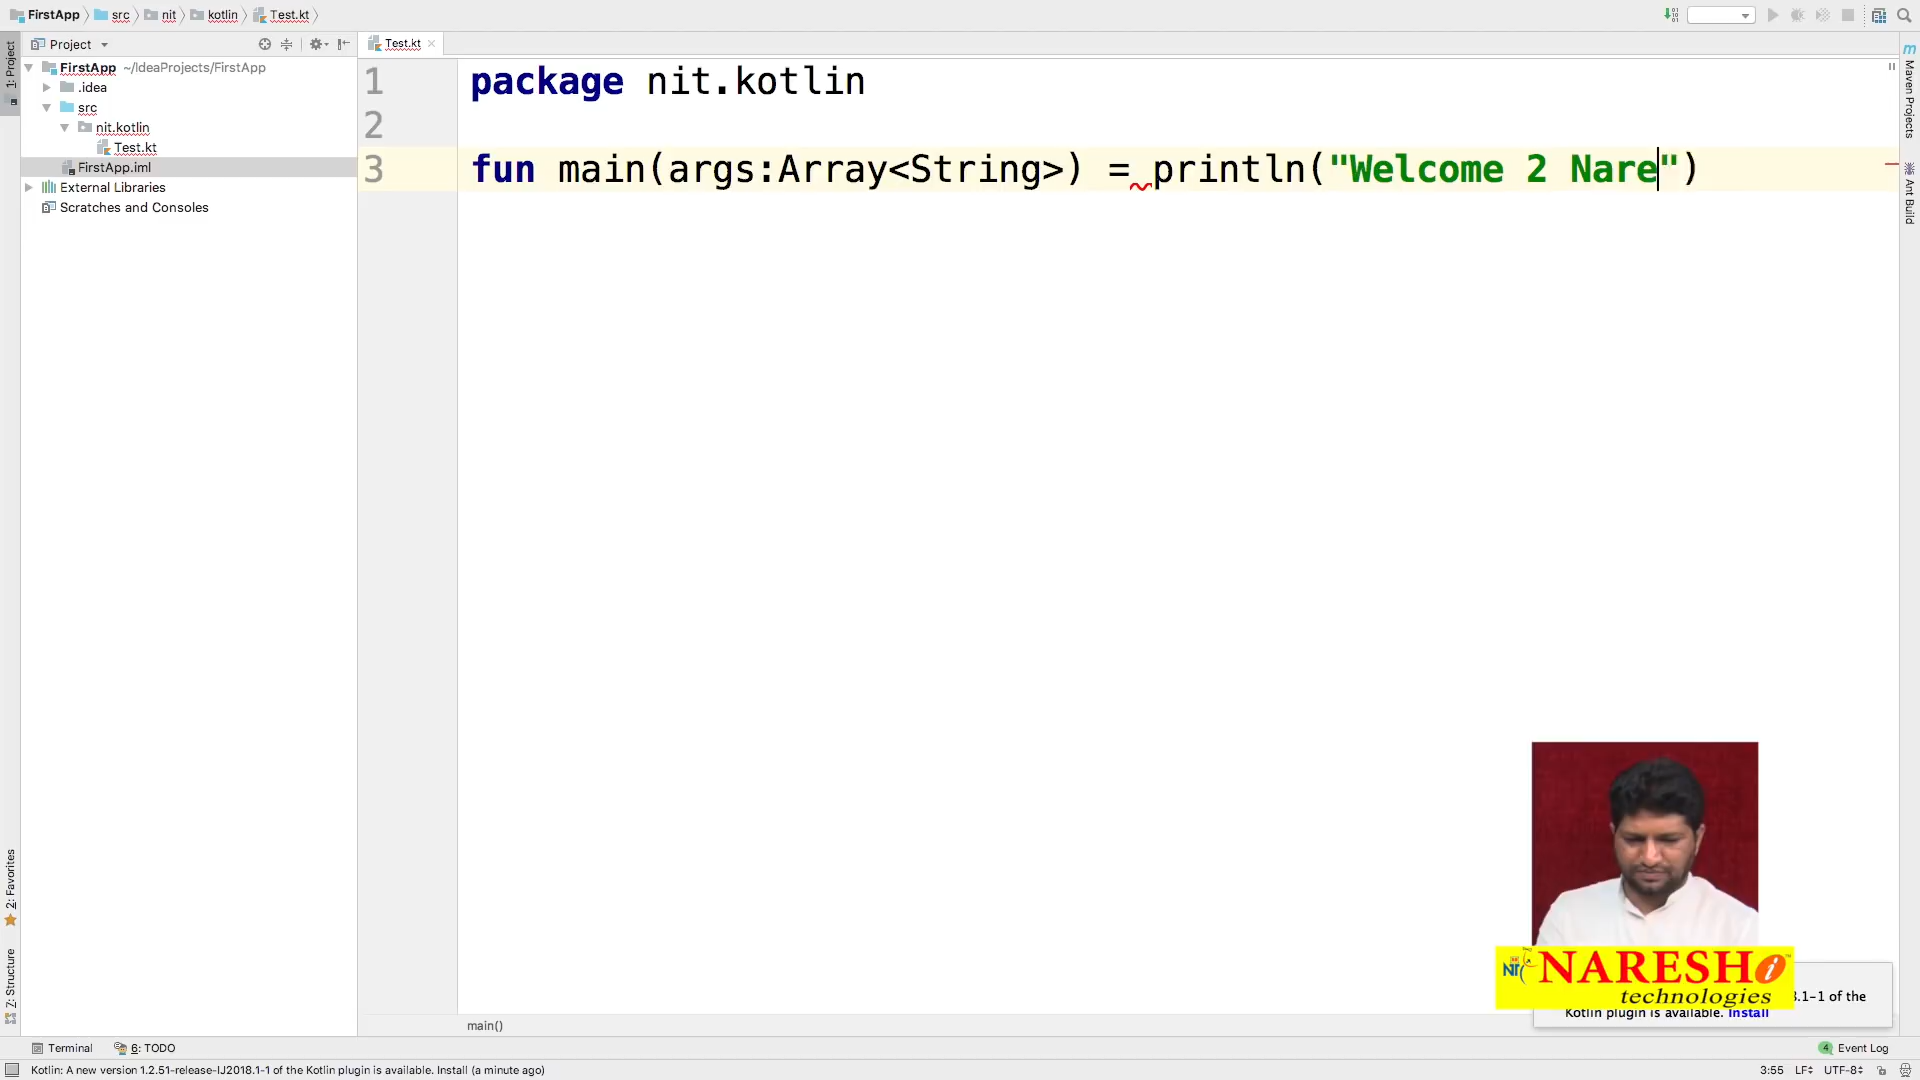 FirstApp src nit kotlin Test.kt
1: Project
Project
FirstApp ~/IdeaProjects/FirstApp
.idea
src
nit.kotlin
Test.kt
FirstApp.iml
External Libraries
Scratches and Consoles
Test.kt
1 package nit.kotlin
2
3 fun main(args:Array<String>) = println("Welcome 2 Nare")
m Maven Projects
Ant Build
2: Favorites
7: Structure
NARESH i
technologies
3.1-1 of the
Kotlin plugin is available. Install
main()
Terminal 6: TODO
4 Event Log
Kotlin: A new version 1.2.51-release-IJ2018.1-1 of the Kotlin plugin is available. Install (a minute ago)
3:55 LF UTF-8